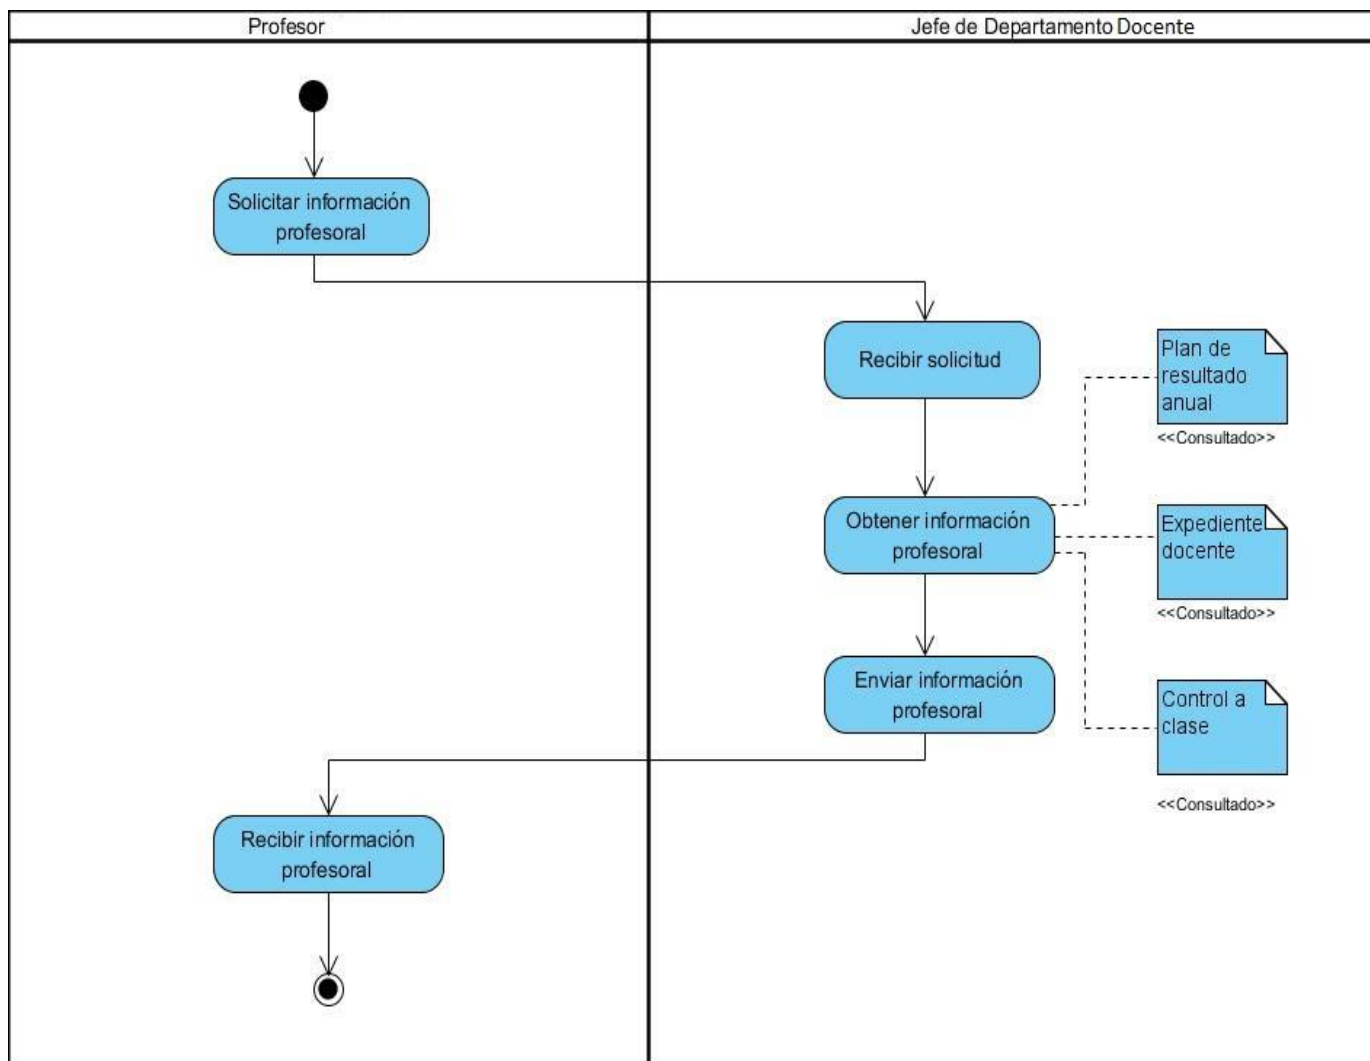 Profesor
Jefe de Departamento Docente
Solicitar información
profesoral
Recibir solicitud
Plan de
resultado
anual
<<Consultado>>
Obtener información
profesoral
Expediente
docente
<<Consultado>>
Enviar información
profesoral
Control a
clase
<<Consultado>>
Recibir información
profesoral